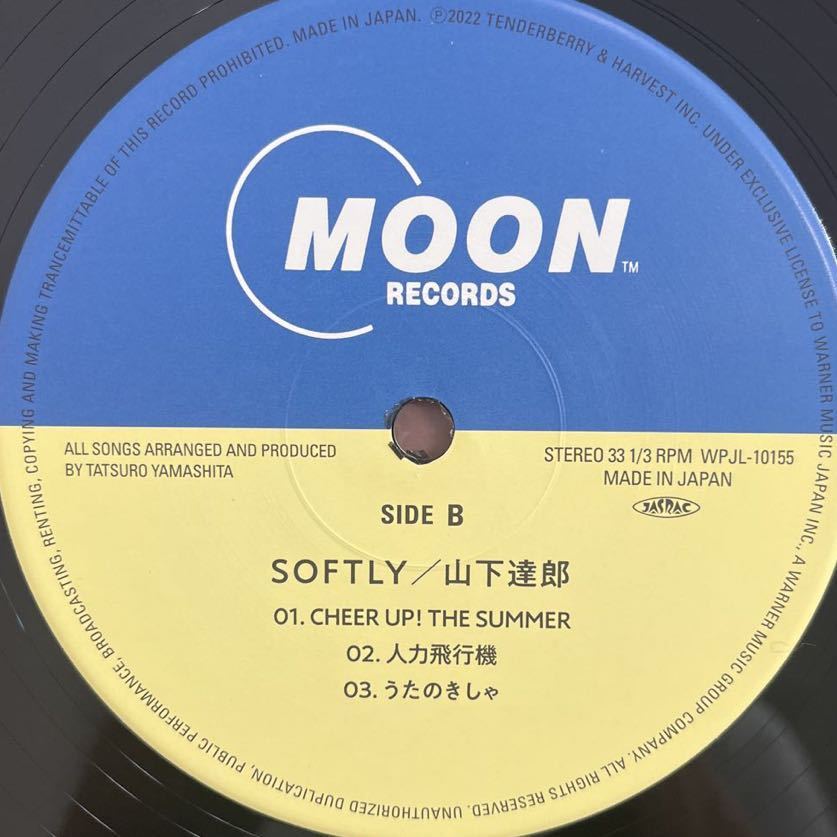 MOON™
RECORDS
ALL SONGS ARRANGED AND PRODUCED
BY TATSURO YAMASHITA
STEREO 33 1/3 RPM WPJL-10155
MADE IN JAPAN
JASRAC
SIDE B
SOFTLY／山下達郎
01. CHEER UP! THE SUMMER
02. 人力飛行機
03. うたのきしゃ
UNAUTHORIZED DUPLICATION, PUBLIC PERFORMANCE, BROADCASTING, RENTING, COPYING AND MAKING TRANCEMITTABLE OF THIS RECORD PROHIBITED. MADE IN JAPAN. ℗2022 TENDERBERRY & HARVEST INC. UNDER EXCLUSIVE LICENSE TO WARNER MUSIC JAPAN INC., A WARNER MUSIC GROUP COMPANY. ALL RIGHTS RESERVED.